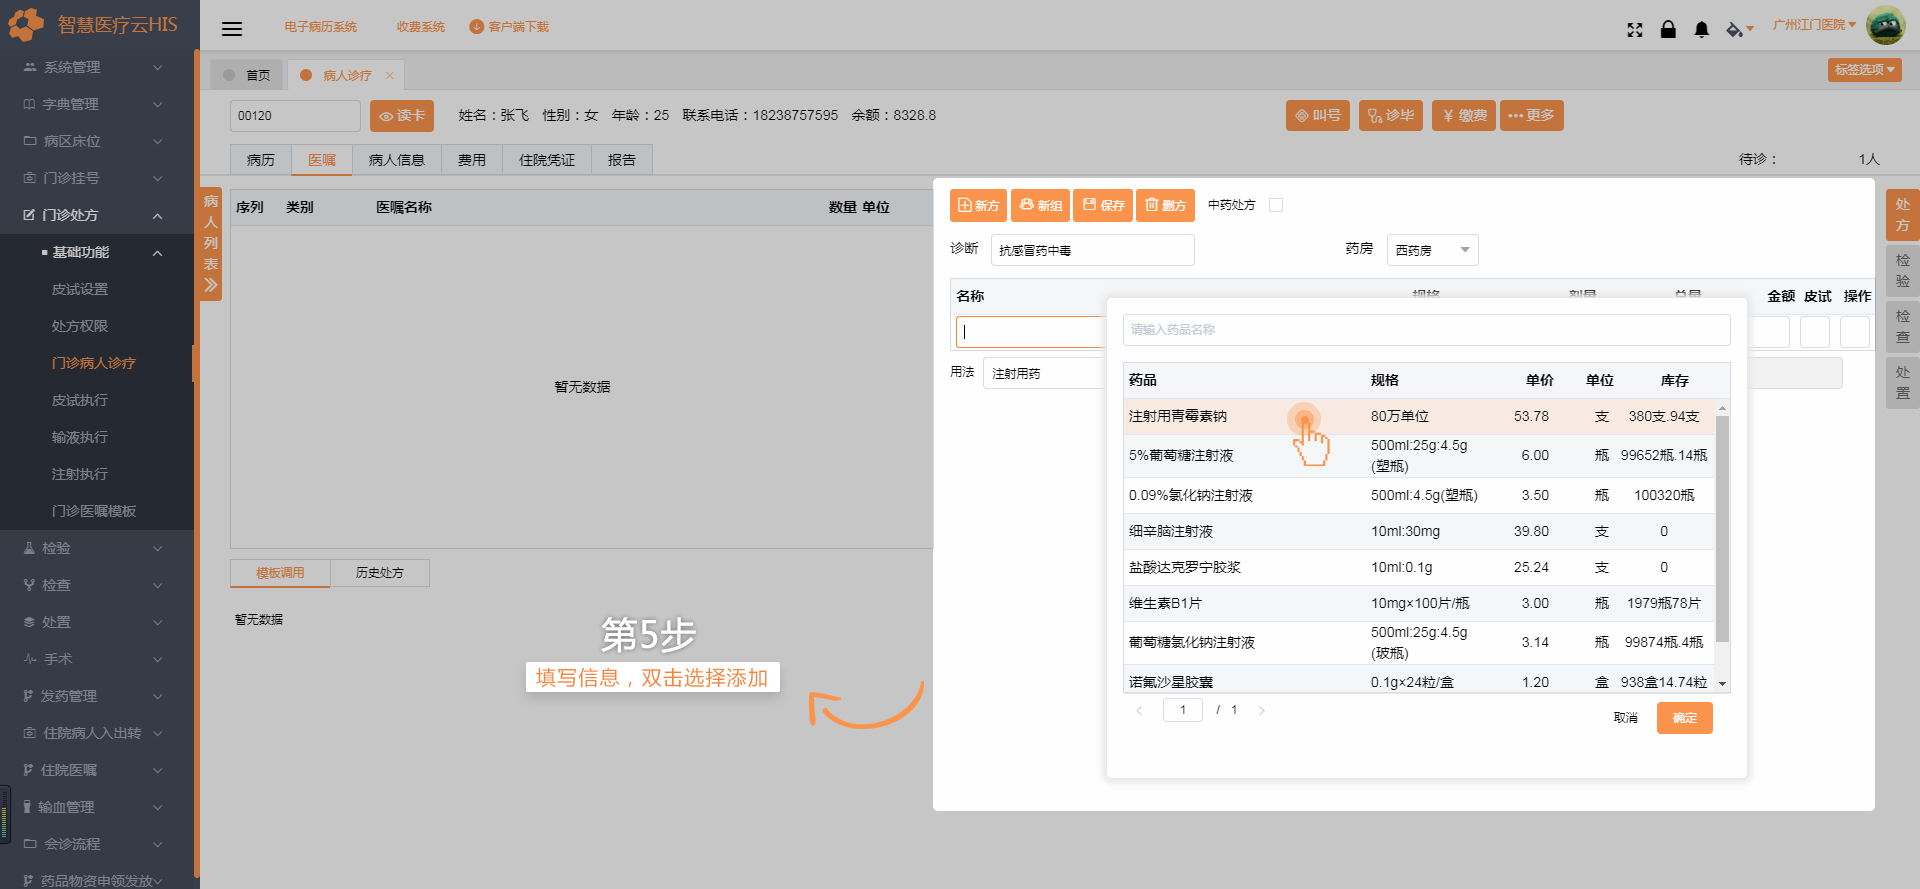 智慧医疗云HIS
电子病历系统 收费系统 客户端下载
广州江门医院
首页 病人诊疗
标签选项
00120 读卡 姓名：张飞 性别：女 年龄：25 联系电话：18238757595 余额：8328.8
叫号 诊毕 ¥ 缴费 更多
病历 医嘱 病人信息 费用 住院凭证 报告
待诊： 1人
系统管理
字典管理
病区床位
门诊挂号
门诊处方
基础功能
皮试设置
处方权限
门诊病人诊疗
皮试执行
输液执行
注射执行
门诊医嘱模板
检验
检查
处置
手术
发药管理
住院病人入出转
住院医嘱
输血管理
会诊流程
药品物资申领发放
病人列表
序列 类别 医嘱名称 数量 单位
暂无数据
模板调用 历史处方
暂无数据
第5步
填写信息，双击选择添加
新方 新组 保存 删方 中药处方
诊断 抗感冒药中毒 药房 西药房
名称 规格 剂量 总量 金额 皮试 操作
用法 注射用药
请输入药品名称
药品 规格 单价 单位 库存
注射用青霉素钠 80万单位 53.78 支 380支.94支
5%葡萄糖注射液 500ml:25g:4.5g(塑瓶) 6.00 瓶 99652瓶.14瓶
0.09%氯化钠注射液 500ml:4.5g(塑瓶) 3.50 瓶 100320瓶
细辛脑注射液 10ml:30mg 39.80 支 0
盐酸达克罗宁胶浆 10ml:0.1g 25.24 支 0
维生素B1片 10mg×100片/瓶 3.00 瓶 1979瓶78片
葡萄糖氯化钠注射液 500ml:25g:4.5g(玻瓶) 3.14 瓶 99874瓶.4瓶
诺氟沙星胶囊 0.1g×24粒/盒 1.20 盒 938盒14.74粒
1 / 1
取消 确定
处方
检验
检查
处置